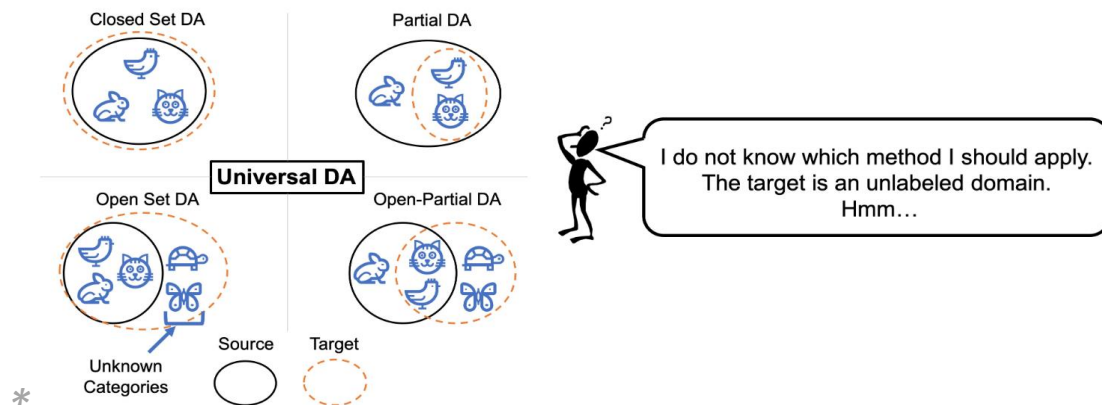 Closed Set DA
Partial DA
Universal DA
Open Set DA
Open-Partial DA
Unknown
Categories
Source
Target
?
I do not know which method I should apply.
The target is an unlabeled domain.
Hmm…
*